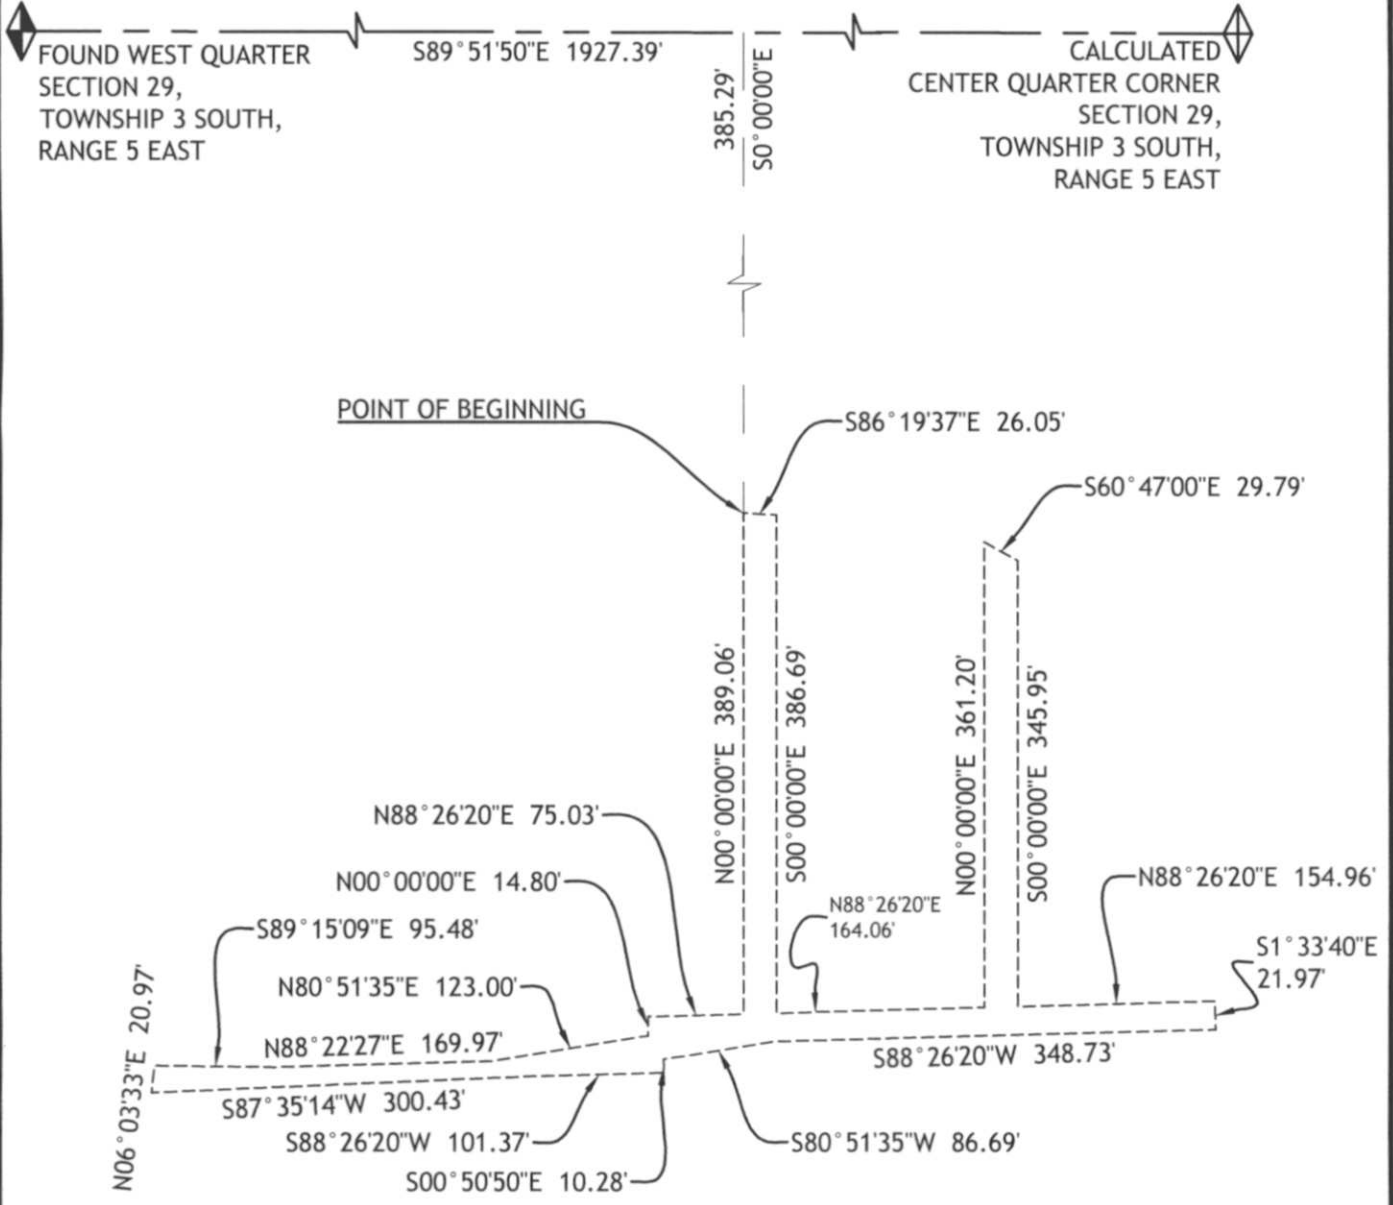 S89°51'50"E 1927.39'
FOUND WEST QUARTER
SECTION 29,
TOWNSHIP 3 SOUTH,
RANGE 5 EAST
385.29'
S0°00'00"E
CALCULATED
CENTER QUARTER CORNER
SECTION 29,
TOWNSHIP 3 SOUTH,
RANGE 5 EAST
POINT OF BEGINNING
S86°19'37"E 26.05'
S60°47'00"E 29.79'
N00°00'00"E 389.06'
S00°00'00"E 386.69'
N00°00'00"E 361.20'
S00°00'00"E 345.95'
N88°26'20"E 75.03'
N00°00'00"E 14.80'
S89°15'09"E 95.48'
N80°51'35"E 123.00'
N88°22'27"E 169.97'
N06°03'33"E 20.97'
N88°26'20"E
164.06'
N88°26'20"E 154.96'
S1°33'40"E
21.97'
S88°26'20"W 348.73'
S87°35'14"W 300.43'
S88°26'20"W 101.37'
S80°51'35"W 86.69'
S00°50'50"E 10.28'